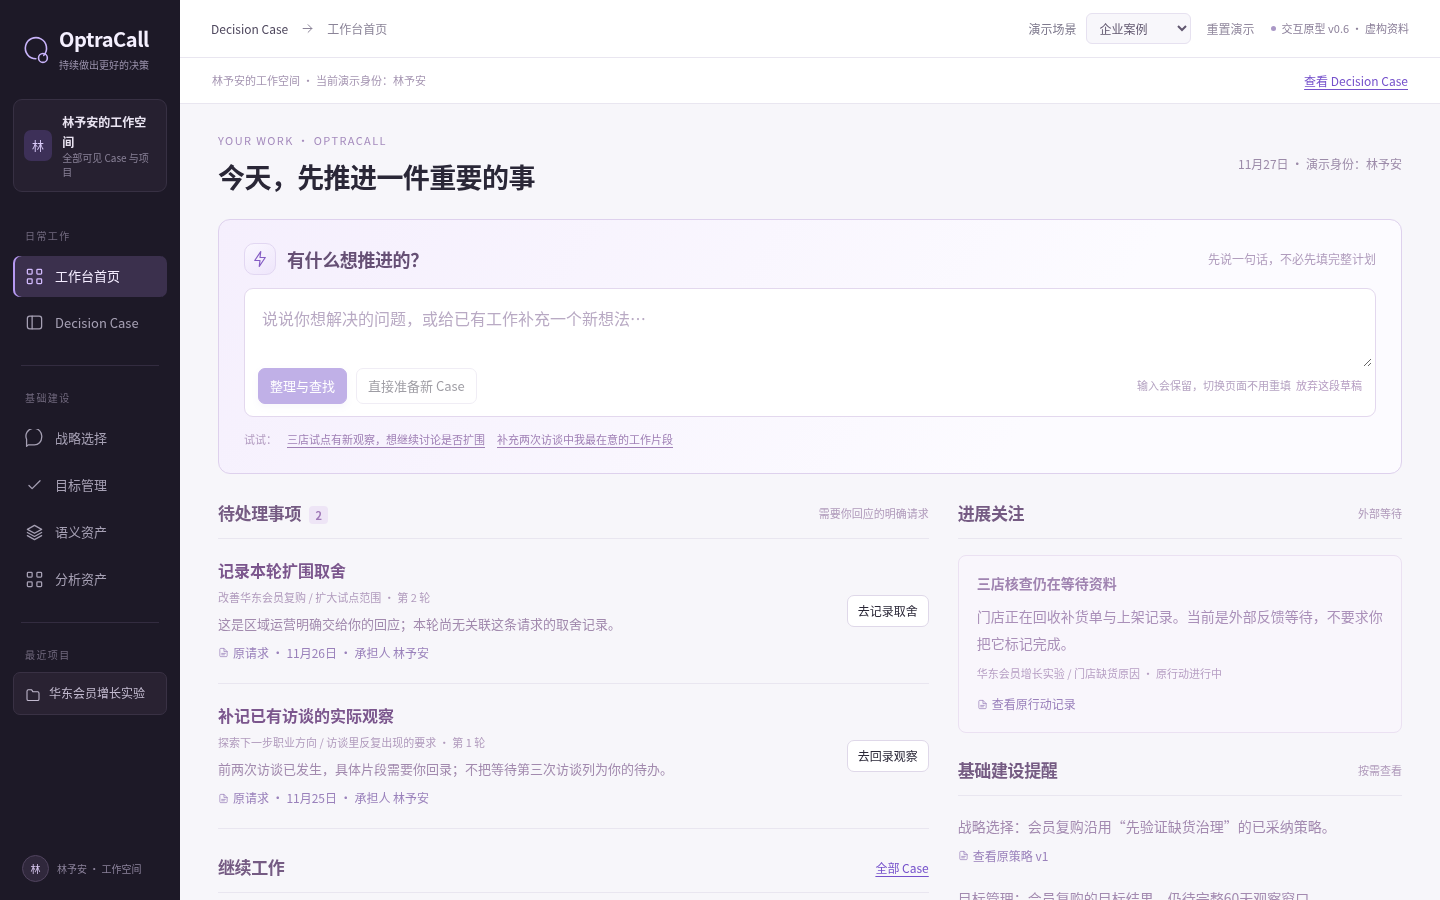 OptraCall
持续做出更好的决策
林
林予安的工作空
间
全部可见 Case 与项
目
日常工作
工作台首页
Decision Case
基础建设
战略选择
目标管理
语义资产
分析资产
最近项目
华东会员增长实验
林
林予安 · 工作空间
Decision Case → 工作台首页
演示场景 企业案例 重置演示 交互原型 v0.6 · 虚构资料
林予安的工作空间 · 当前演示身份：林予安 查看 Decision Case
YOUR WORK · OPTRACALL
今天，先推进一件重要的事
11月27日 · 演示身份：林予安
有什么想推进的？ 先说一句话，不必先填完整计划
说说你想解决的问题，或给已有工作补充一个新想法…
整理与查找 直接准备新 Case 输入会保留，切换页面不用重填 放弃这段草稿
试试： 三店试点有新观察，想继续讨论是否扩围 补充两次访谈中我最在意的工作片段
待处理事项 2 需要你回应的明确请求
记录本轮扩围取舍
改善华东会员复购 / 扩大试点范围 · 第 2 轮
这是区域运营明确交给你的回应；本轮尚无关联这条请求的取舍记录。
原请求 · 11月26日 · 承担人 林予安
去记录取舍
补记已有访谈的实际观察
探索下一步职业方向 / 访谈里反复出现的要求 · 第 1 轮
前两次访谈已发生，具体片段需要你回录；不把等待第三次访谈列为你的待办。
原请求 · 11月25日 · 承担人 林予安
去回录观察
继续工作 全部 Case
进展关注 外部等待
三店核查仍在等待资料
门店正在回收补货单与上架记录。当前是外部反馈等待，不要求你
把它标记完成。
华东会员增长实验 / 门店缺货原因 · 原行动进行中
查看原行动记录
基础建设提醒 按需查看
战略选择：会员复购沿用“先验证缺货治理”的已采纳策略。
查看原策略 v1
目标管理：会员复购的目标结果，仍待完整60天观察窗口